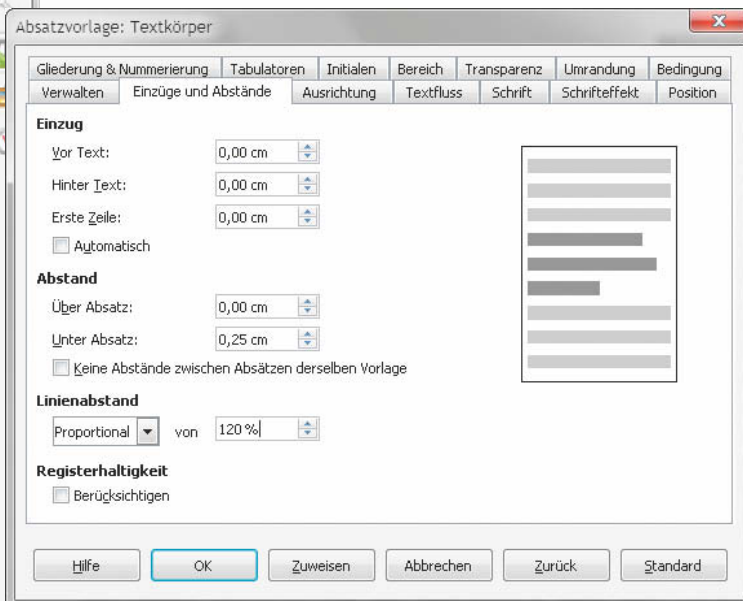 Absatzvorlage: Textkörper
Gliederung & Nummerierung Tabulatoren Initialen Bereich Transparenz Umrandung Bedingung
Verwalten Einzüge und Abstände Ausrichtung Textfluss Schrift Schrifteffekt Position
Einzug
Vor Text: 0,00 cm
Hinter Text: 0,00 cm
Erste Zeile: 0,00 cm
Automatisch
Abstand
Über Absatz: 0,00 cm
Unter Absatz: 0,25 cm
Keine Abstände zwischen Absätzen derselben Vorlage
Linienabstand
Proportional von 120 %
Registerhaltigkeit
Berücksichtigen
Hilfe OK Zuweisen Abbrechen Zurück Standard